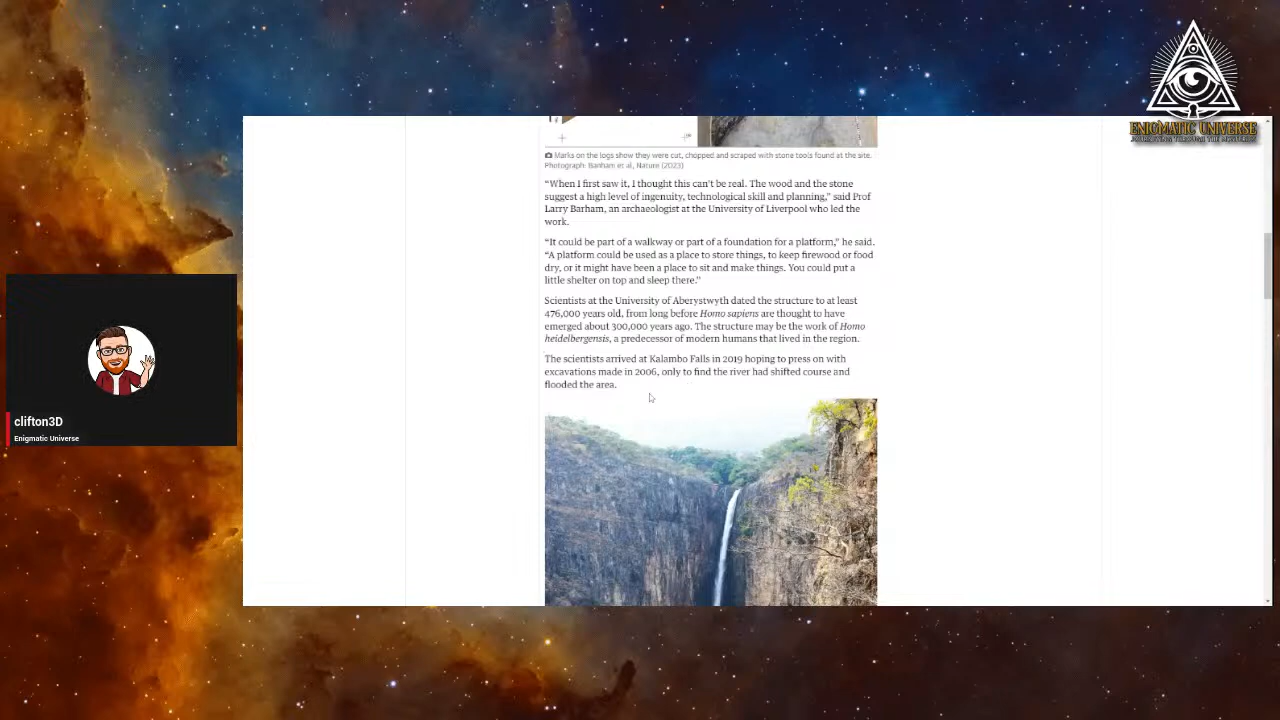 ENIGMATIC UNIVERSE
Marks on the logs show they were cut, chopped and scraped with stone tools found at the site.
Photograph: Barham et al, Nature (2023)
“When I first saw it, I thought this can't be real. The wood and the stone
suggest a high level of ingenuity, technological skill and planning,” said Prof
Larry Barham, an archaeologist at the University of Liverpool who led the
work.
“It could be part of a walkway or part of a foundation for a platform,” he said.
“A platform could be used as a place to store things, to keep firewood or food
dry, or it might have been a place to sit and make things. You could put a
little shelter on top and sleep there.”
Scientists at the University of Aberystwyth dated the structure to at least
476,000 years old, from long before Homo sapiens are thought to have
emerged about 300,000 years ago. The structure may be the work of Homo
heidelbergensis, a predecessor of modern humans that lived in the region.
The scientists arrived at Kalambo Falls in 2019 hoping to press on with
excavations made in 2006, only to find the river had shifted course and
flooded the area.
clifton3D
Enigmatic Universe